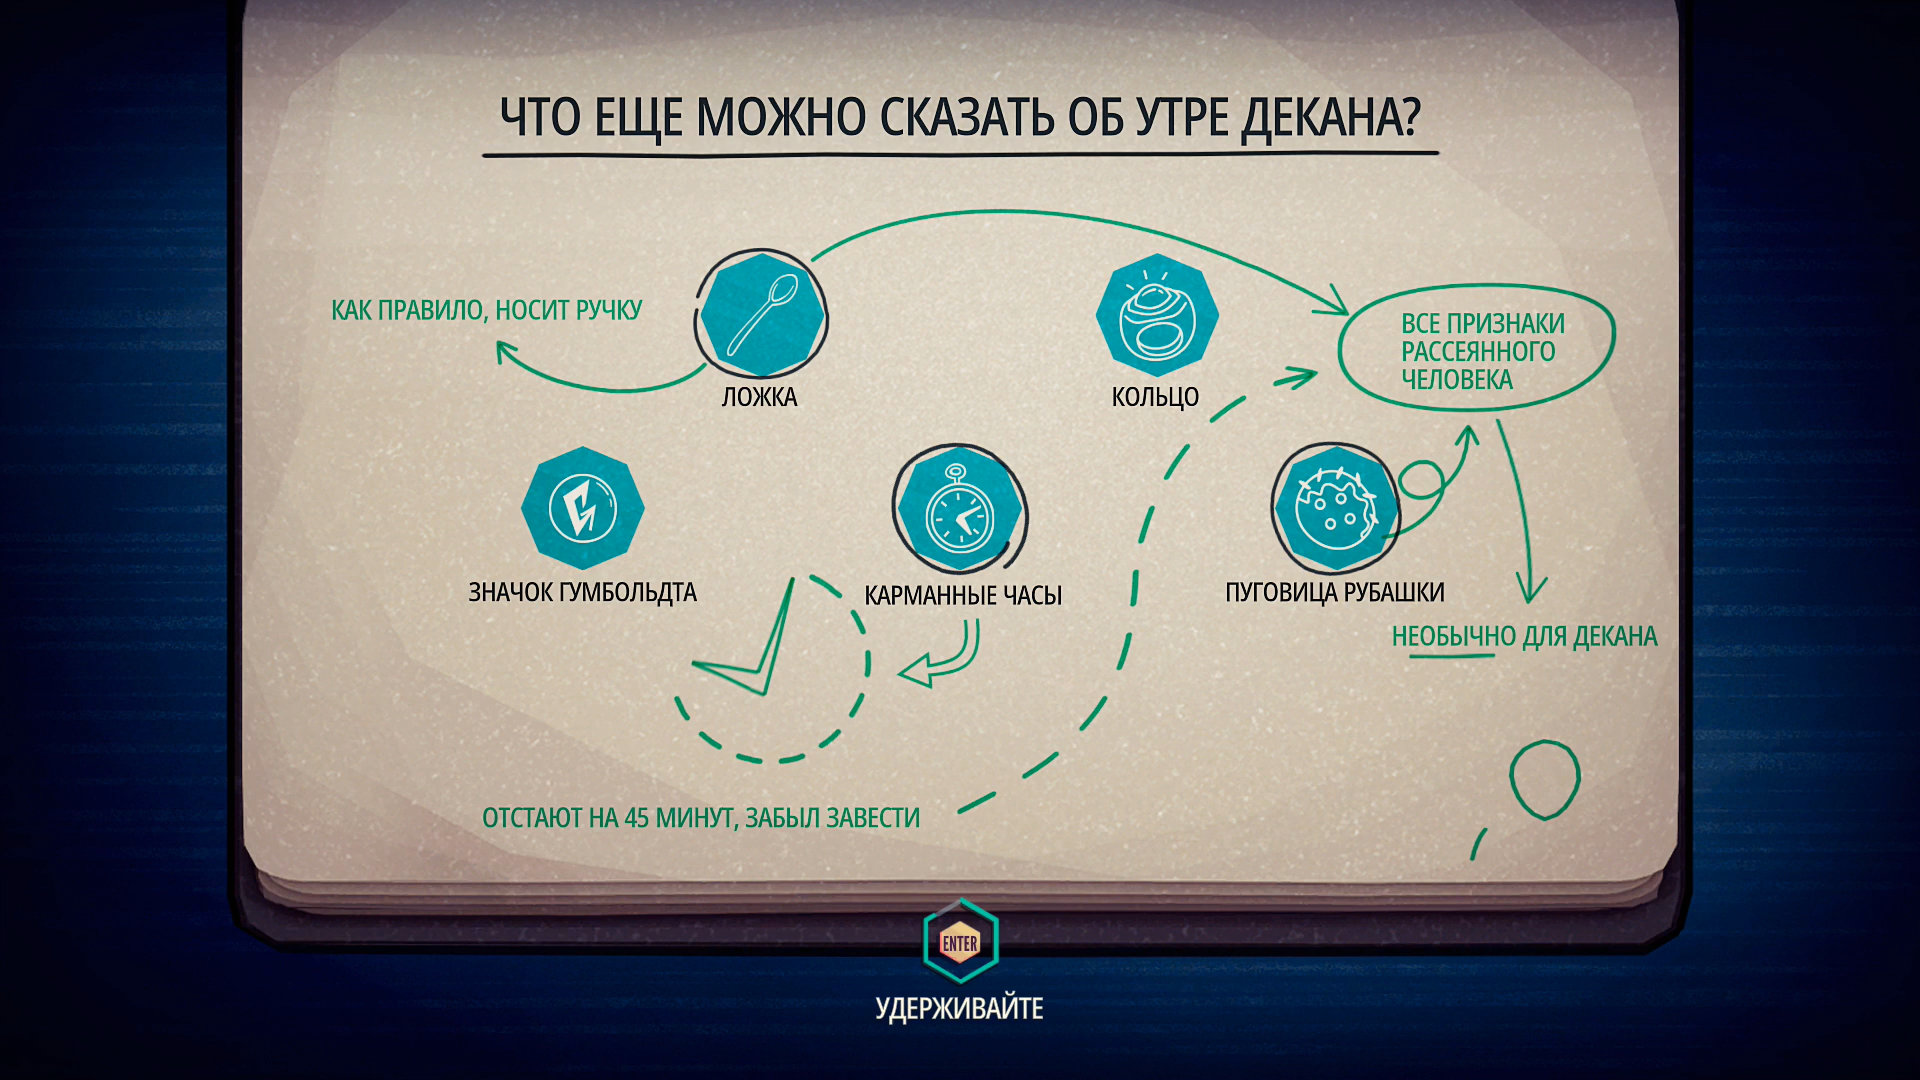 ЧТО ЕЩЕ МОЖНО СКАЗАТЬ ОБ УТРЕ ДЕКАНА?
КАК ПРАВИЛО, НОСИТ РУЧКУ
ЛОЖКА
КОЛЬЦО
ВСЕ ПРИЗНАКИ
РАССЕЯННОГО
ЧЕЛОВЕКА
ЗНАЧОК ГУМБОЛЬДТА
КАРМАННЫЕ ЧАСЫ
ПУГОВИЦА РУБАШКИ
НЕОБЫЧНО ДЛЯ ДЕКАНА
ОТСТАЮТ НА 45 МИНУТ, ЗАБЫЛ ЗАВЕСТИ
ENTER
УДЕРЖИВАЙТЕ